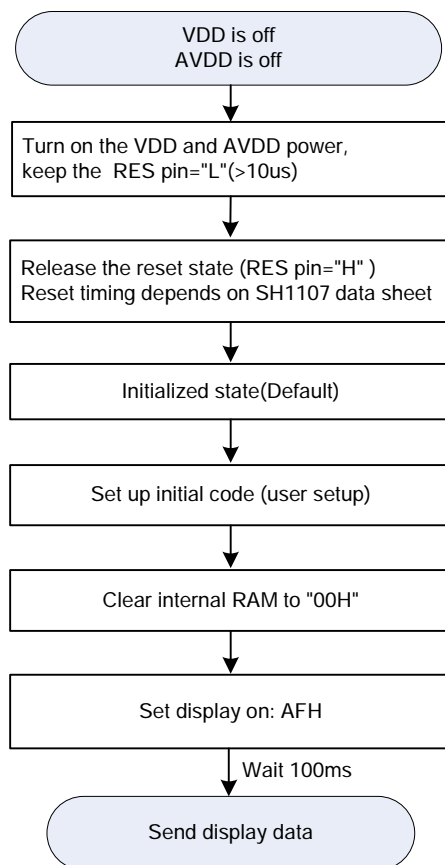 VDD is off
AVDD is off
Turn on the VDD and AVDD power,
keep the RES pin="L"(>10us)
Release the reset state (RES pin="H" )
Reset timing depends on SH1107 data sheet
Initialized state(Default)
Set up initial code (user setup)
Clear internal RAM to "00H"
Set display on: AFH
Wait 100ms
Send display data